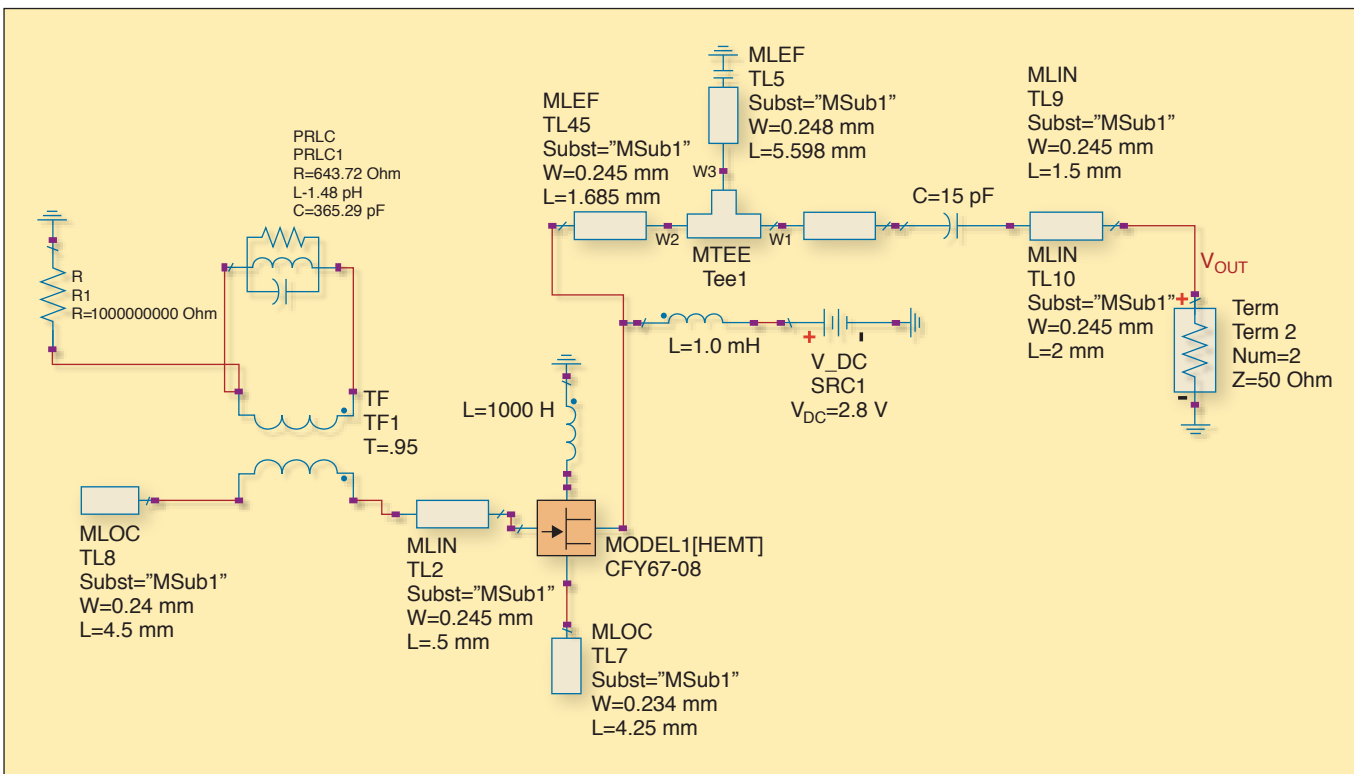 PRLC
PRLC1
R=643.72 Ohm
L-1.48 pH
C=365.29 pF
R
R1
R=1000000000 Ohm
TF
TF1
T=.95
MLOC
TL8
Subst="MSub1"
W=0.24 mm
L=4.5 mm
MLIN
TL2
Subst="MSub1"
W=0.245 mm
L=.5 mm
L=1000 H
MODEL1[HEMT]
CFY67-08
MLOC
TL7
Subst="MSub1"
W=0.234 mm
L=4.25 mm
MLEF
TL45
Subst="MSub1"
W=0.245 mm
L=1.685 mm
MLEF
TL5
Subst="MSub1"
W=0.248 mm
L=5.598 mm
W3
W2
W1
MTEE
Tee1
L=1.0 mH
V_DC
SRC1
VDC=2.8 V
+
-
C=15 pF
MLIN
TL9
Subst="MSub1"
W=0.245 mm
L=1.5 mm
MLIN
TL10
Subst="MSub1"
W=0.245 mm
L=2 mm
VOUT
+
-
Term
Term 2
Num=2
Z=50 Ohm